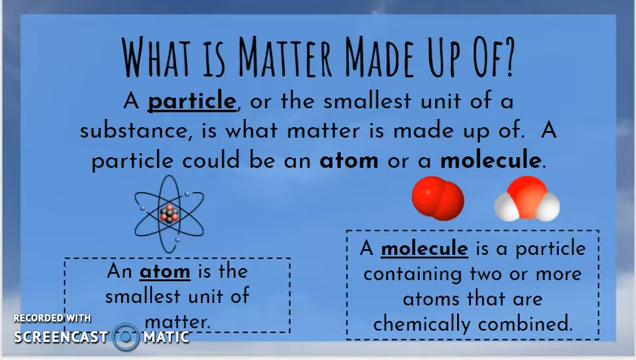 WHAT IS MATTER MADE UP OF?
A particle, or the smallest unit of a
substance, is what matter is made up of. A
particle could be an atom or a molecule.
An atom is the
smallest unit of
matter.
A molecule is a particle
containing two or more
atoms that are
chemically combined.
RECORDED WITH
SCREENCAST MATIC